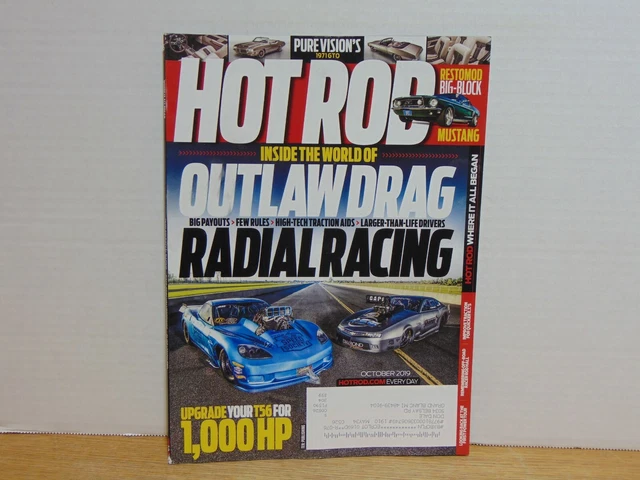 PURE VISION'S
1971 GTO
HOT ROD
RESTOMOD
BIG-BLOCK
MUSTANG
INSIDE THE WORLD OF
OUTLAW DRAG
BIG PAYOUTS > FEW RULES > HIGH-TECH TRACTION AIDS > LARGER-THAN-LIFE DRIVERS
RADIAL RACING
HOT ROD WHERE IT ALL BEGAN
OCTOBER 2019
HOTROD.COM EVERY DAY
UPGRADE YOUR T56 FOR
1,000 HP